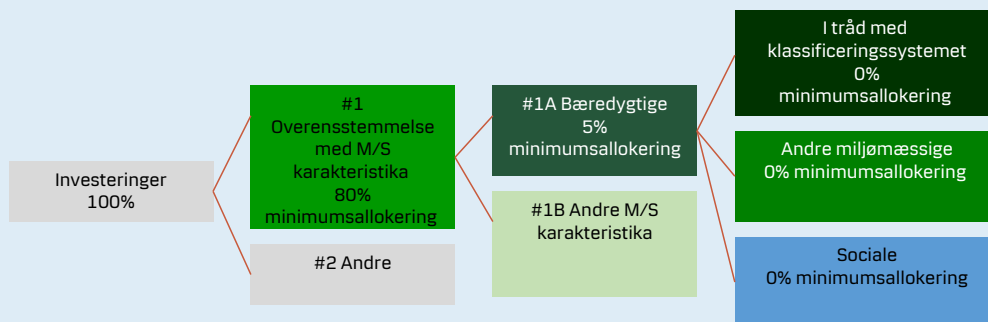 Investeringer
100%
#1
Overensstemmelse
med M/S
karakteristika
80%
minimumsallokering
#2 Andre
#1A Bæredygtige
5%
minimumsallokering
#1B Andre M/S
karakteristika
I tråd med
klassificeringssystemet
0%
minimumsallokering
Andre miljømæssige
0% minimumsallokering
Sociale
0% minimumsallokering